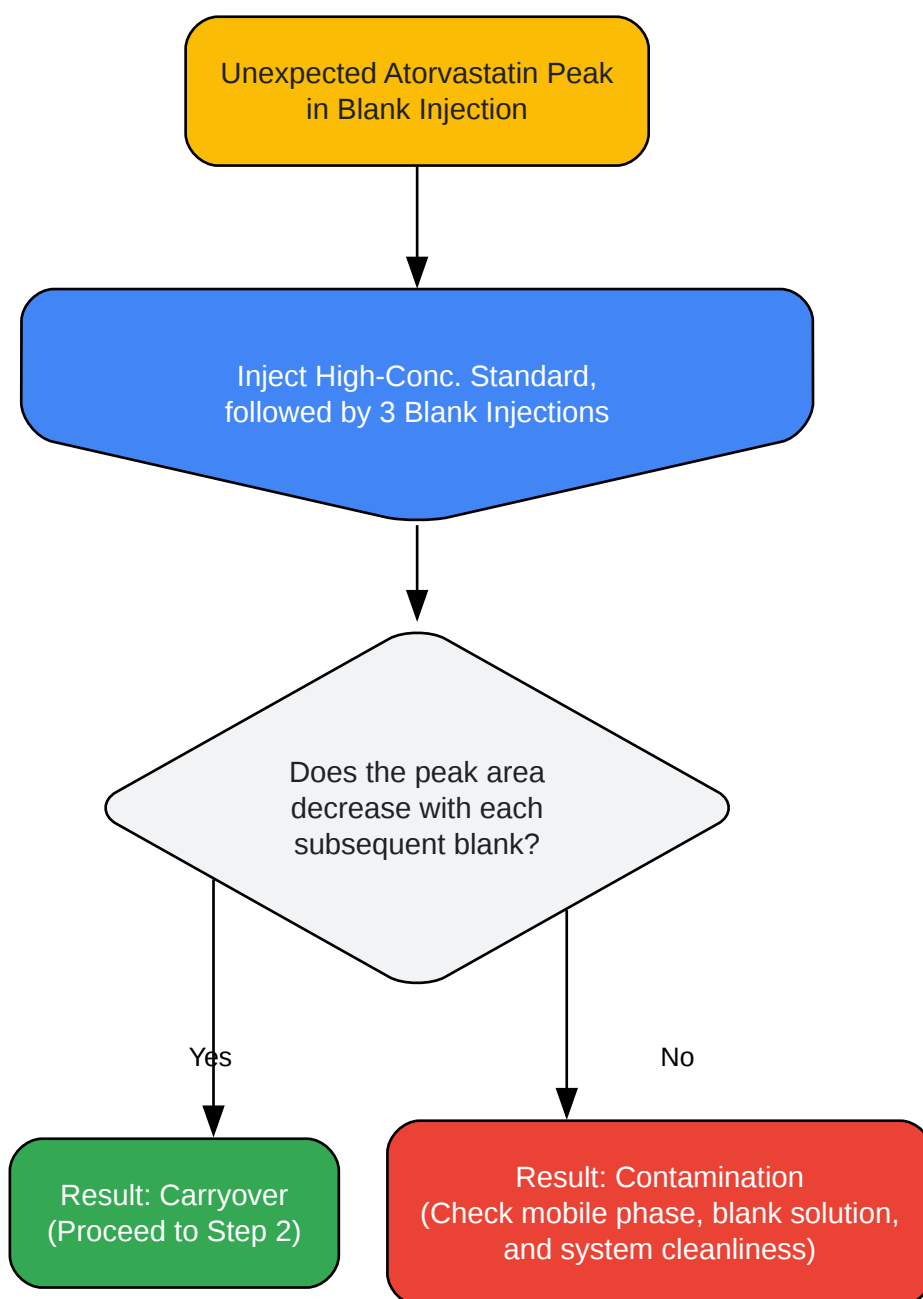 Unexpected Atorvastatin Peak
in Blank Injection
Inject High-Conc. Standard,
followed by 3 Blank Injections
Does the peak area
decrease with each
subsequent blank?
Yes
No
Result: Carryover
(Proceed to Step 2)
Result: Contamination
(Check mobile phase, blank solution,
and system cleanliness)